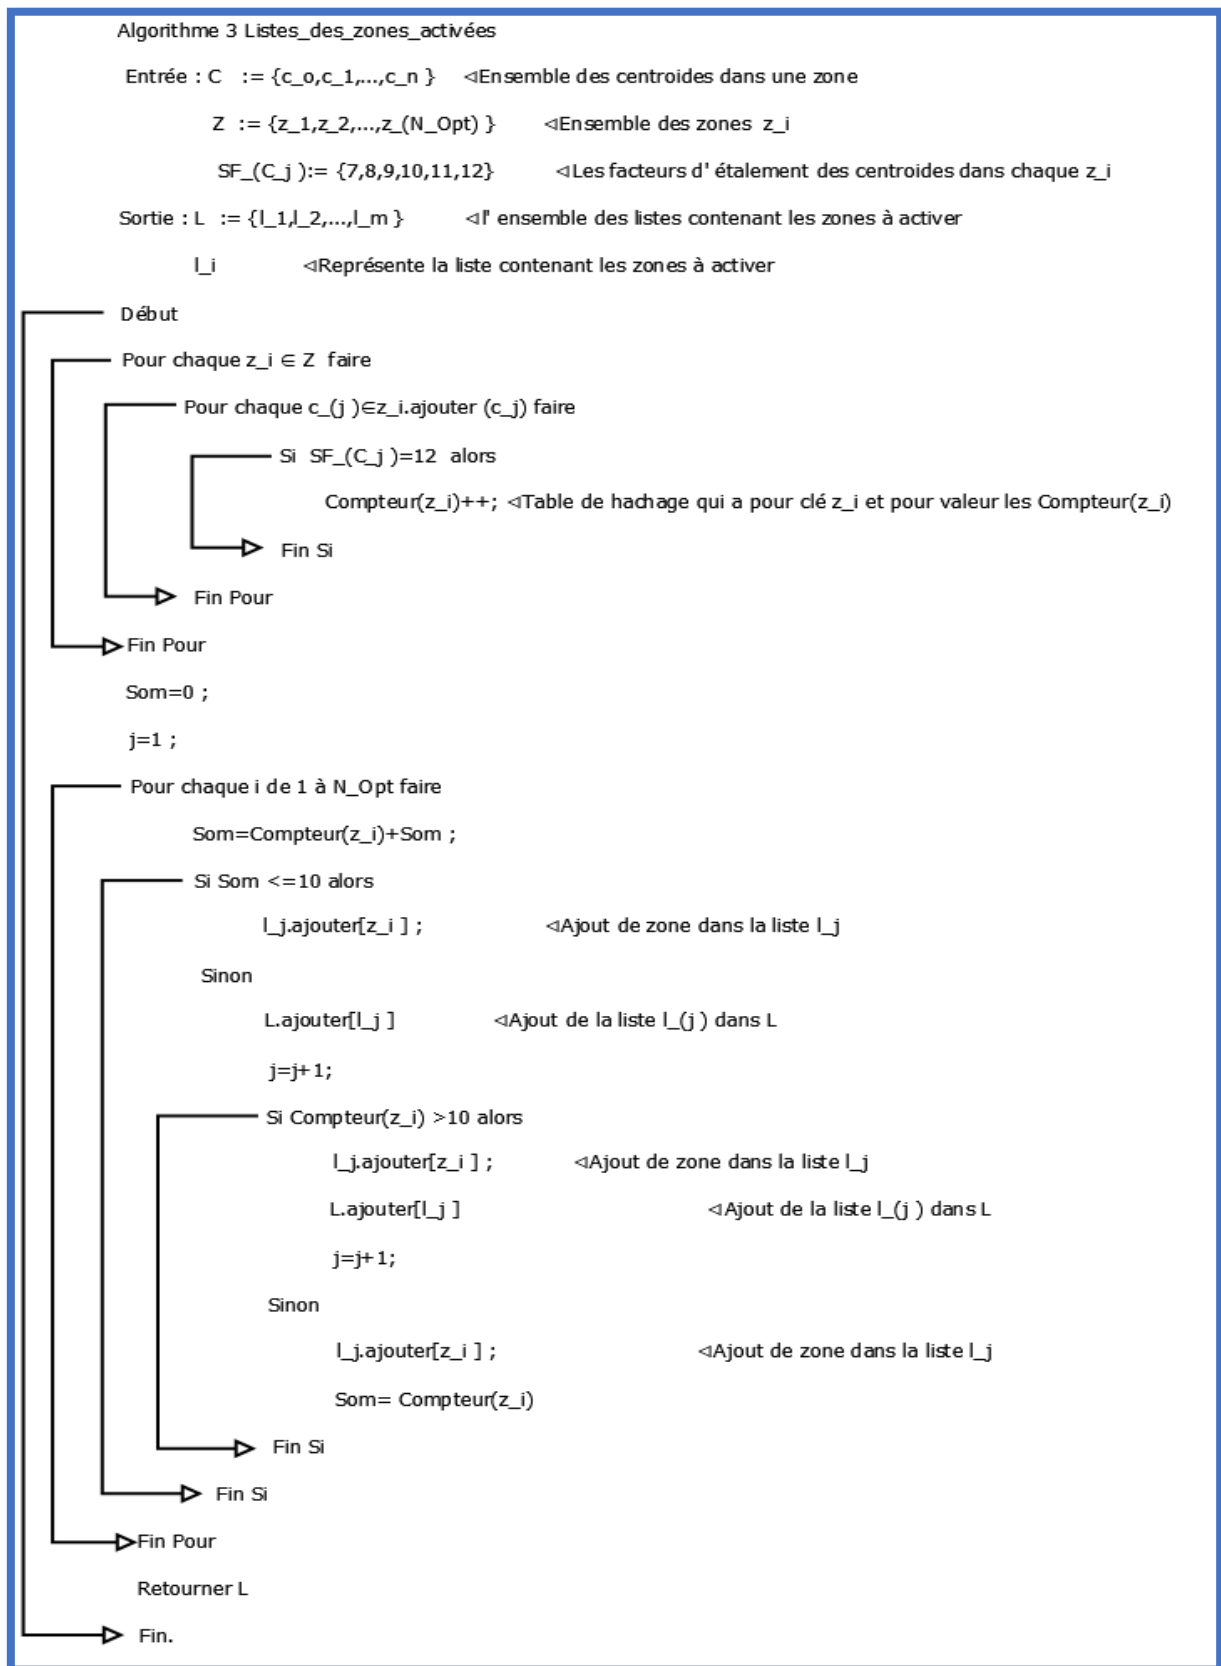 Algorithme 3 Listes_des_zones_activées
Entrée : C := {c_o,c_1,...,c_n } ⊲Ensemble des centroides dans une zone
Z := {z_1,z_2,...,z_(N_Opt) } ⊲Ensemble des zones z_i
SF_(C_j ):= {7,8,9,10,11,12} ⊲Les facteurs d' étalement des centroides dans chaque z_i
Sortie : L := {l_1,l_2,...,l_m } ⊲l' ensemble des listes contenant les zones à activer
l_i ⊲Représente la liste contenant les zones à activer
Début
Pour chaque z_i ∈ Z faire
Pour chaque c_(j )∈z_i.ajouter (c_j) faire
Si SF_(C_j )=12 alors
Compteur(z_i)++; ⊲Table de hachage qui a pour clé z_i et pour valeur les Compteur(z_i)
Fin Si
Fin Pour
Fin Pour
Som=0 ;
j=1 ;
Pour chaque i de 1 à N_Opt faire
Som=Compteur(z_i)+Som ;
Si Som <=10 alors
l_j.ajouter[z_i ] ; ⊲Ajout de zone dans la liste l_j
Sinon
L.ajouter[l_j ] ⊲Ajout de la liste l_(j ) dans L
j=j+1;
Si Compteur(z_i) >10 alors
l_j.ajouter[z_i ] ; ⊲Ajout de zone dans la liste l_j
L.ajouter[l_j ] ⊲Ajout de la liste l_(j ) dans L
j=j+1;
Sinon
l_j.ajouter[z_i ] ; ⊲Ajout de zone dans la liste l_j
Som= Compteur(z_i)
Fin Si
Fin Si
Fin Pour
Retourner L
Fin.